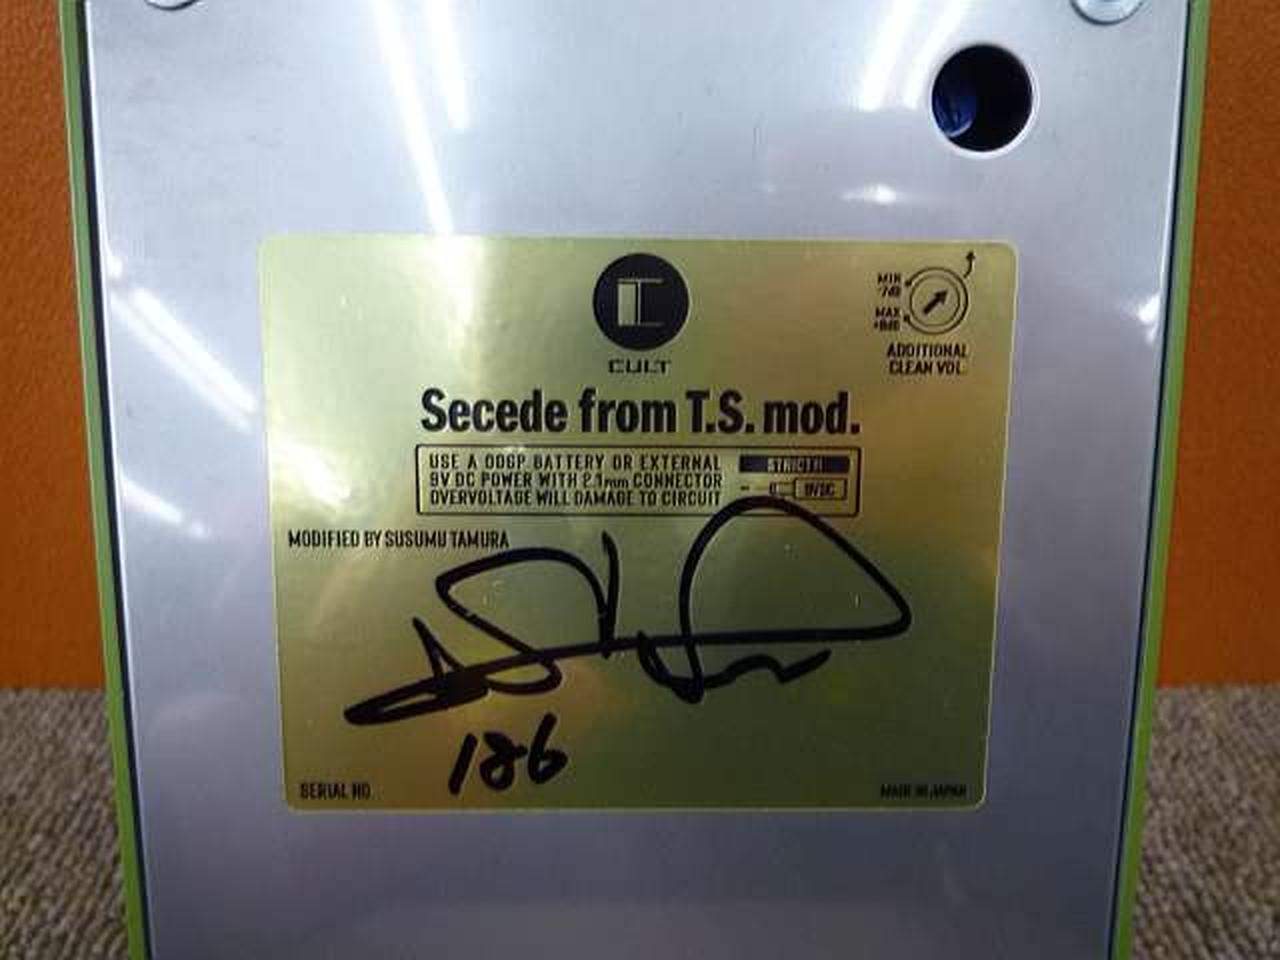 CULT
MIN
MAX
ADDITIONAL
CLEAN VOL.
Secede from T.S. mod.
USE A 006P BATTERY OR EXTERNAL
9V DC POWER WITH 2.1mm CONNECTOR
OVERVOLTAGE WILL DAMAGE TO CIRCUIT
9VDC
MODIFIED BY SUSUMU TAMURA
186
SERIAL NO.
MADE IN JAPAN